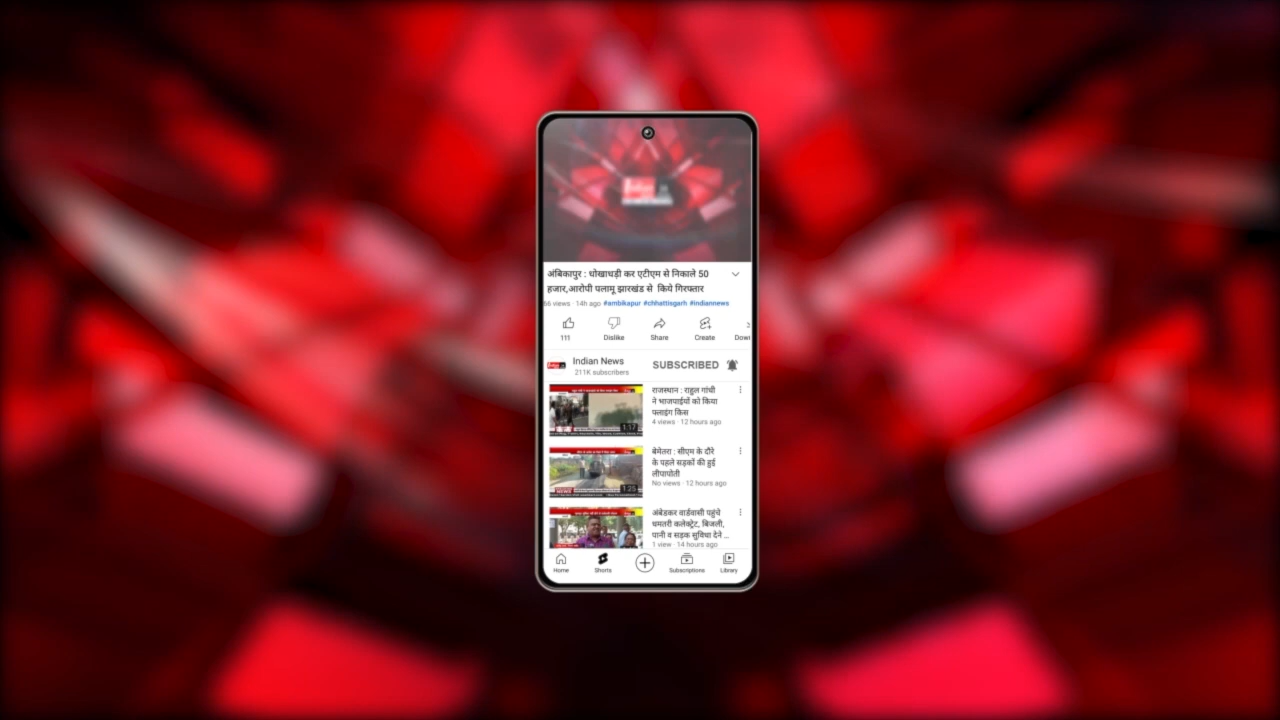 अंबिकापुर : धोखाधड़ी कर एटीएम से निकाले 50
हजार,आरोपी पलामू झारखंड से किये गिरफ्तार
66 views · 14h ago #ambikapur #chhattisgarh #indiannews
111
Dislike
Share
Create
Indian News
211K subscribers
SUBSCRIBED
राजस्थान : राहुल गांधी
ने भाजपाईयों को किया
फ्लाइंग किस
4 views · 12 hours ago
1:17
बेमेतरा : सीएम के दौरे
के पहले सड़कों की हुई
लीपापोती
No views · 12 hours ago
1:25
अंबेडकर वार्डवासी पहुंचे
धमतरी कलेक्ट्रेट, बिजली,
पानी व सड़क सुविधा देने ...
1 view · 14 hours ago
Home
Shorts
Subscriptions
Library